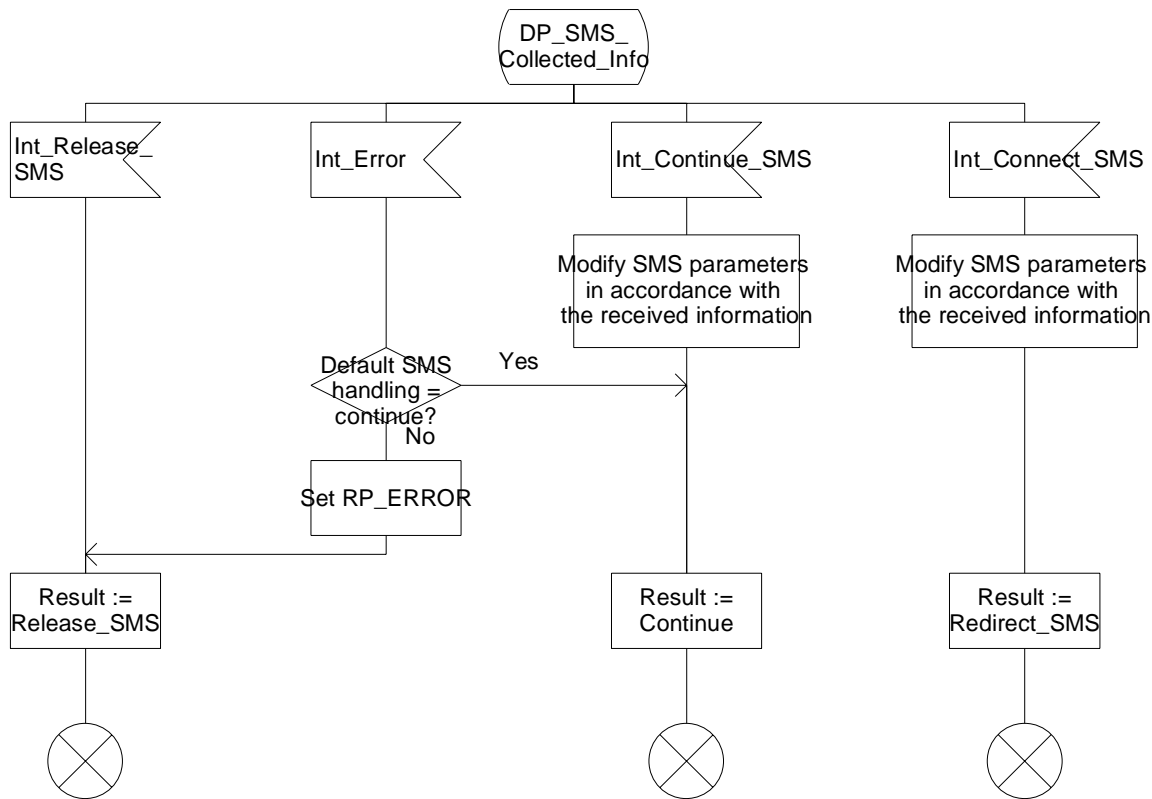 DP_SMS_
Collected_Info
Int_Release_
SMS
Int_Error
Int_Continue_SMS
Int_Connect_SMS
Modify SMS parameters
in accordance with
the received information
Modify SMS parameters
in accordance with
the received information
Default SMS
handling =
continue?
Yes
No
Set RP_ERROR
Result :=
Release_SMS
Result :=
Continue
Result :=
Redirect_SMS